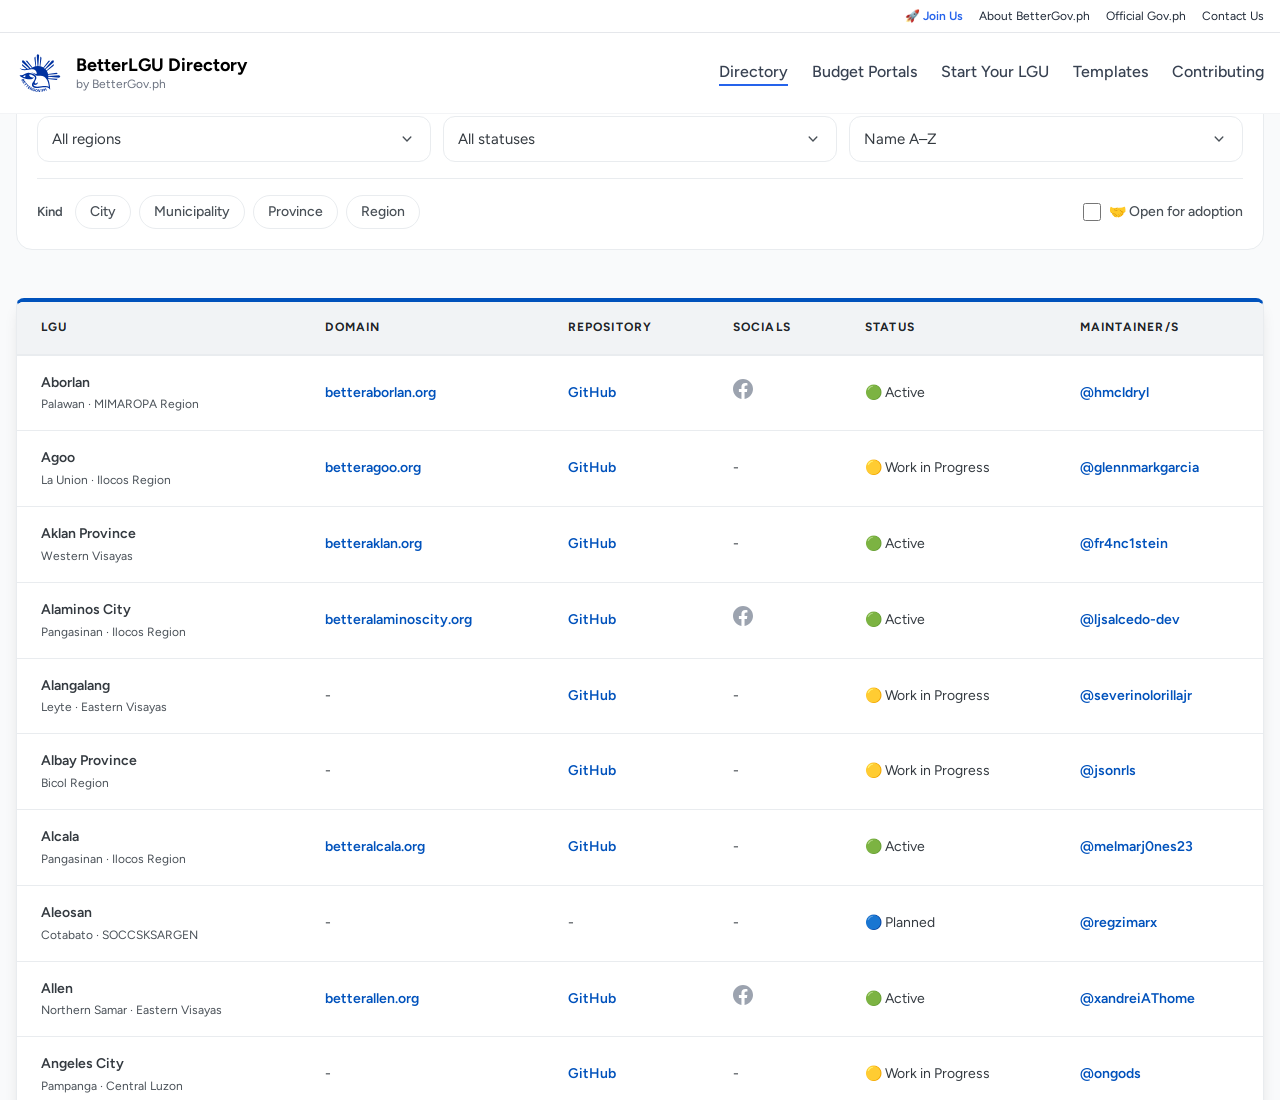 🚀 Join Us About BetterGov.ph Official Gov.ph Contact Us
BetterLGU Directory
by BetterGov.ph
Directory Budget Portals Start Your LGU Templates Contributing
All regions All statuses Name A–Z
Kind City Municipality Province Region 🤝 Open for adoption
LGU DOMAIN REPOSITORY SOCIALS STATUS MAINTAINER/S
Aborlan
Palawan · MIMAROPA Region
betteraborlan.org GitHub 🟢 Active @hmcldryl
Agoo
La Union · Ilocos Region
betteragoo.org GitHub - 🟡 Work in Progress @glennmarkgarcia
Aklan Province
Western Visayas
betteraklan.org GitHub - 🟢 Active @fr4nc1stein
Alaminos City
Pangasinan · Ilocos Region
betteralaminoscity.org GitHub 🟢 Active @ljsalcedo-dev
Alangalang
Leyte · Eastern Visayas
- GitHub - 🟡 Work in Progress @severinolorillajr
Albay Province
Bicol Region
- GitHub - 🟡 Work in Progress @jsonrls
Alcala
Pangasinan · Ilocos Region
betteralcala.org GitHub - 🟢 Active @melmarj0nes23
Aleosan
Cotabato · SOCCSKSARGEN
- - - 🔵 Planned @regzimarx
Allen
Northern Samar · Eastern Visayas
betterallen.org GitHub 🟢 Active @xandreiAThome
Angeles City
Pampanga · Central Luzon
- GitHub - 🟡 Work in Progress @ongods